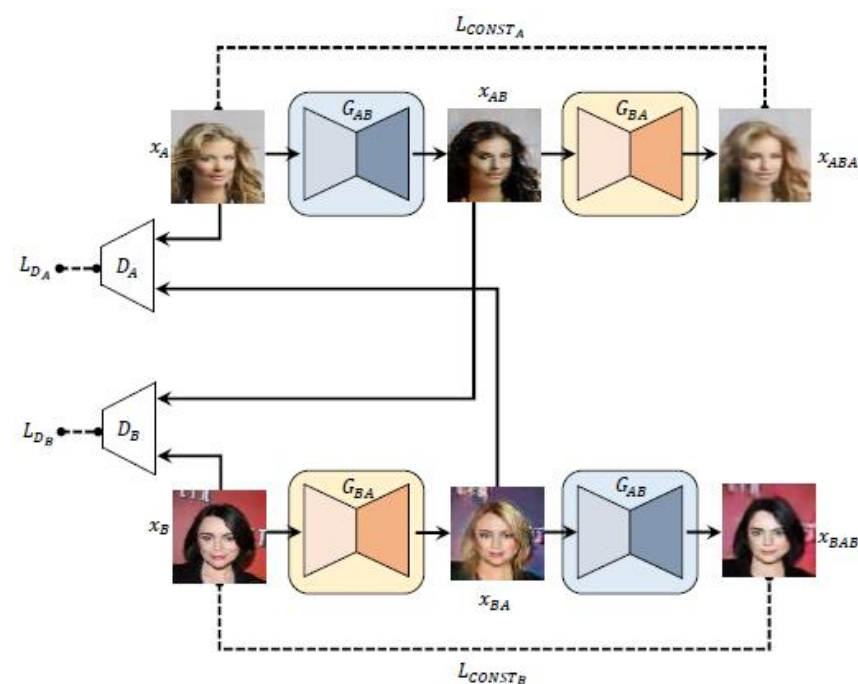 L_{CONST_A}
x_A
G_{AB}
x_{AB}
G_{BA}
x_{ABA}
L_{D_A}
D_A
L_{D_B}
D_B
x_B
G_{BA}
x_{BA}
G_{AB}
x_{BAB}
L_{CONST_B}